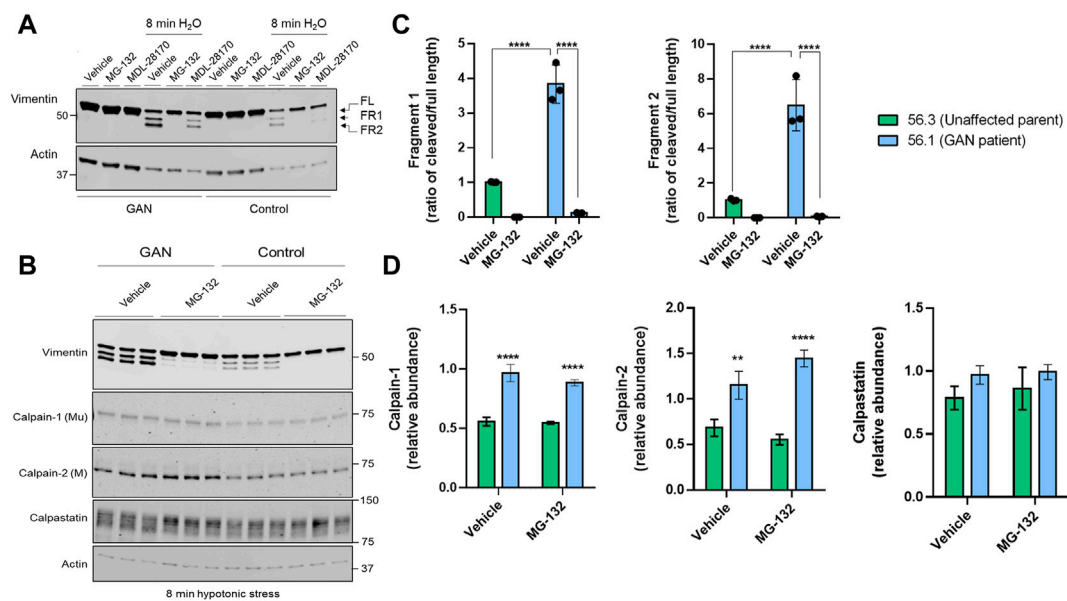 A
8 min H₂O
8 min H₂O
Vehicle
MG-132
MDL-28170
Vehicle
MG-132
MDL-28170
Vehicle
MG-132
MDL-28170
Vehicle
MG-132
MDL-28170
Vimentin
50
FL
FR1
FR2
Actin
37
GAN
Control
B
GAN
Control
Vehicle
MG-132
Vehicle
MG-132
Vimentin
50
Calpain-1 (Mu)
75
Calpain-2 (M)
75
150
Calpastatin
75
Actin
37
8 min hypotonic stress
C
Fragment 1
(ratio of cleaved/full length)
5
4
3
2
1
0
****
****
Vehicle
MG-132
Vehicle
MG-132
Fragment 2
(ratio of cleaved/full length)
10
8
6
4
2
0
****
****
Vehicle
MG-132
Vehicle
MG-132
56.3 (Unaffected parent)
56.1 (GAN patient)
D
Calpain-1
(relative abundance)
1.5
1.0
0.5
0.0
****
****
Vehicle
MG-132
Calpain-2
(relative abundance)
2.0
1.5
1.0
0.5
0.0
**
****
Vehicle
MG-132
Calpastatin
(relative abundance)
1.5
1.0
0.5
0.0
Vehicle
MG-132